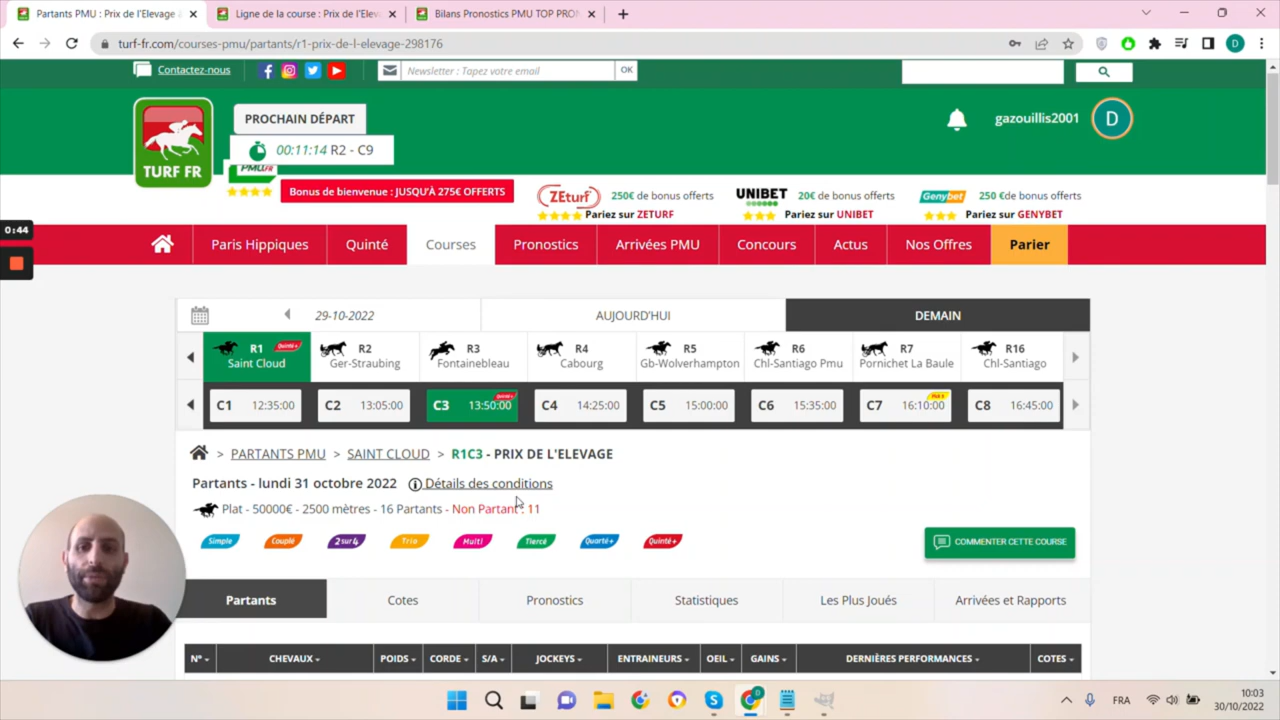 Partants PMU : Prix de l'Elevage
Ligne de la course : Prix de l'Elev
Bilans Pronostics PMU TOP PRON
turf-fr.com/courses-pmu/partants/r1-prix-de-l-elevage-298176
D
Contactez-nous
Newsletter : Tapez votre email
OK
TURF FR
PROCHAIN DÉPART
00:11:14 R2 - C9
gazouillis2001
D
PMU.FR
Bonus de bienvenue : JUSQU'À 275€ OFFERTS
ZEturf
250€ de bonus offerts
Pariez sur ZETURF
UNIBET
20€ de bonus offerts
Pariez sur UNIBET
Genybet
250 €de bonus offerts
Pariez sur GENYBET
0:44
Paris Hippiques
Quinté
Courses
Pronostics
Arrivées PMU
Concours
Actus
Nos Offres
Parier
29-10-2022
AUJOURD'HUI
DEMAIN
R1 Quinté+
Saint Cloud
R2
Ger-Straubing
R3
Fontainebleau
R4
Cabourg
R5
Gb-Wolverhampton
R6
Chl-Santiago Pmu
R7
Pornichet La Baule
R16
Chl-Santiago
C1 12:35:00
C2 13:05:00
C3 13:50:00
C4 14:25:00
C5 15:00:00
C6 15:35:00
C7 16:10:00
C8 16:45:00
> PARTANTS PMU > SAINT CLOUD > R1C3 - PRIX DE L'ELEVAGE
Partants - lundi 31 octobre 2022 Détails des conditions
Plat - 50000€ - 2500 mètres - 16 Partants - Non Partant : 11
Simple
Couplé
2sur4
Trio
Multi
Tiercé
Quarté+
Quinté+
COMMENTER CETTE COURSE
Partants
Cotes
Pronostics
Statistiques
Les Plus Joués
Arrivées et Rapports
N°
CHEVAUX
POIDS
CORDE
S/A
JOCKEYS
ENTRAINEURS
OEIL
GAINS
DERNIÈRES PERFORMANCES
COTES
FRA
10:03
30/10/2022